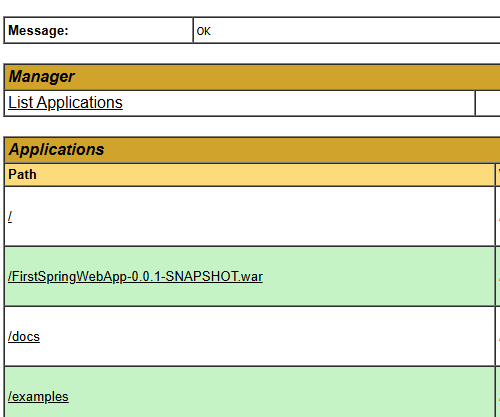 Message: OK
Manager
List Applications
Applications
Path
/
/FirstSpringWebApp-0.0.1-SNAPSHOT.war
/docs
/examples